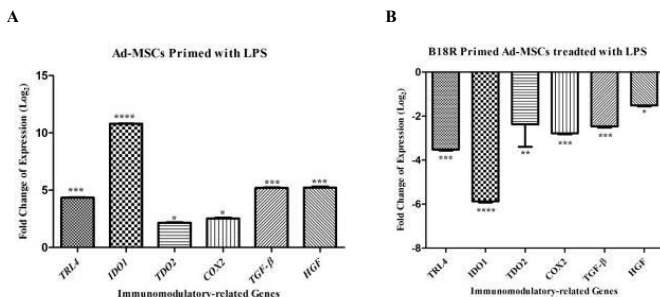 A
Ad-MSCs Primed with LPS
Fold Change of Expression (Log2)
15
10
5
0
***
****
*
*
***
***
TRL4
IDO1
TDO2
COX2
TGF-β
HGF
Immunomodulatory-related Genes
B
B18R Primed Ad-MSCs treadted with LPS
Fold Change of Expression (Log2)
0
-2
-4
-6
-8
***
****
**
***
***
*
TRL4
IDO1
TDO2
COX2
TGF-β
HGF
Immunomodulatory-related Genes